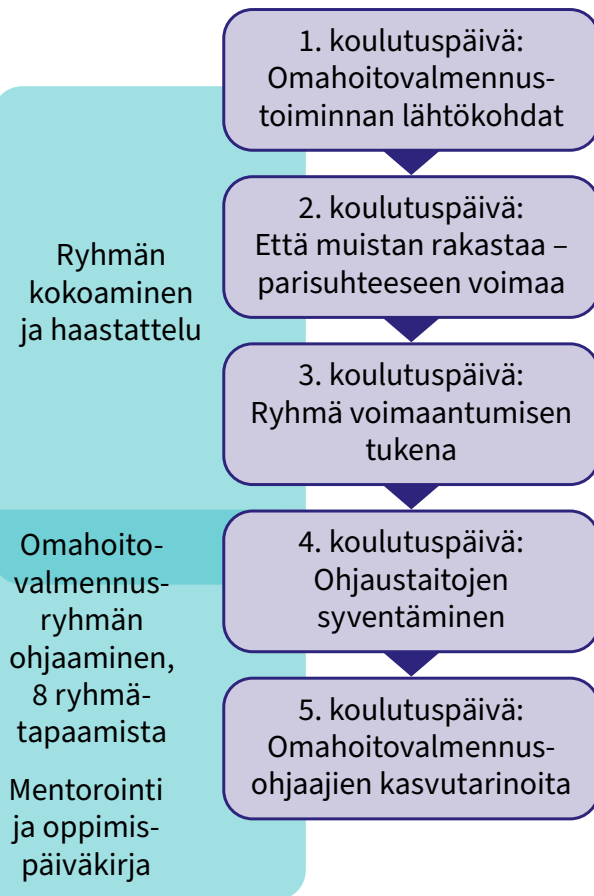 1. koulutuspäivä:
Omahoitovalmennus-
toiminnan lähtökohdat
2. koulutuspäivä:
Että muistan rakastaa –
parisuhteeseen voimaa
3. koulutuspäivä:
Ryhmä voimaantumisen
tukena
4. koulutuspäivä:
Ohjaustaitojen
syventäminen
5. koulutuspäivä:
Omahoitovalmennus-
ohjaajien kasvutarinoita
Ryhmän
kokoaminen
ja haastattelu
Omahoito-
valmennus-
ryhmän
ohjaaminen,
8 ryhmä-
tapaamista
Mentorointi
ja oppimis-
päiväkirja